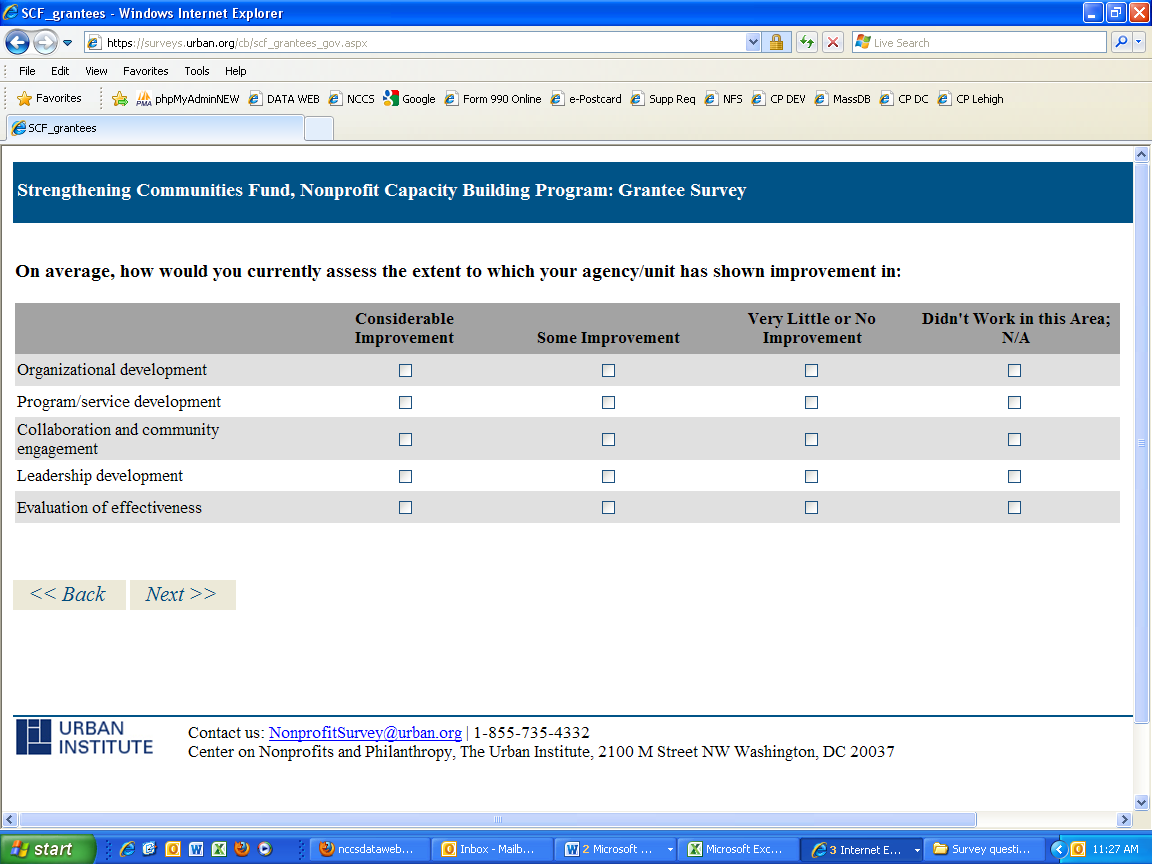 SCF_grantees - Windows Internet Explorer
https://surveys.urban.org/cb/scf_grantees_gov.aspx
Live Search
File Edit View Favorites Tools Help
Favorites phpMyAdminNEW DATA WEB NCCS Google Form 990 Online e-Postcard Supp Req NFS CP DEV MassDB CP DC CP Lehigh
SCF_grantees
Strengthening Communities Fund, Nonprofit Capacity Building Program: Grantee Survey
On average, how would you currently assess the extent to which your agency/unit has shown improvement in:
Considerable Improvement
Some Improvement
Very Little or No Improvement
Didn't Work in this Area; N/A
Organizational development
Program/service development
Collaboration and community
engagement
Leadership development
Evaluation of effectiveness
<< Back Next >>
URBAN
INSTITUTE
Contact us: NonprofitSurvey@urban.org | 1-855-735-4332
Center on Nonprofits and Philanthropy, The Urban Institute, 2100 M Street NW Washington, DC 20037
start nccsdataweb... Inbox - Mailb... 2 Microsoft ... Microsoft Exc... 3 Internet E... Survey questi... 11:27 AM